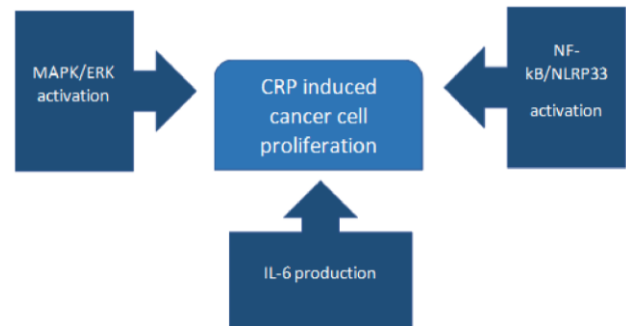 MAPK/ERK
activation
CRP induced
cancer cell
proliferation
NF-
kB/NLRP33
activation
IL-6 production